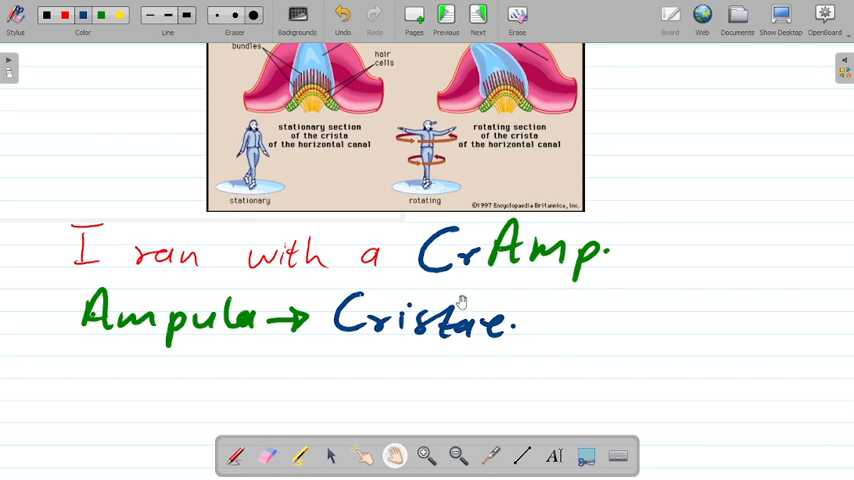 Stylus Color Line Eraser Backgrounds Undo Redo Pages Previous Next Erase Board Web Documents Show Desktop OpenBoard
bundles
hair
cells
stationary section
of the crista
of the horizontal canal
rotating section
of the crista
of the horizontal canal
stationary
rotating
©1997 Encyclopaedia Britannica, Inc.
I ran with a CrAmp.
Ampula → Cristae.